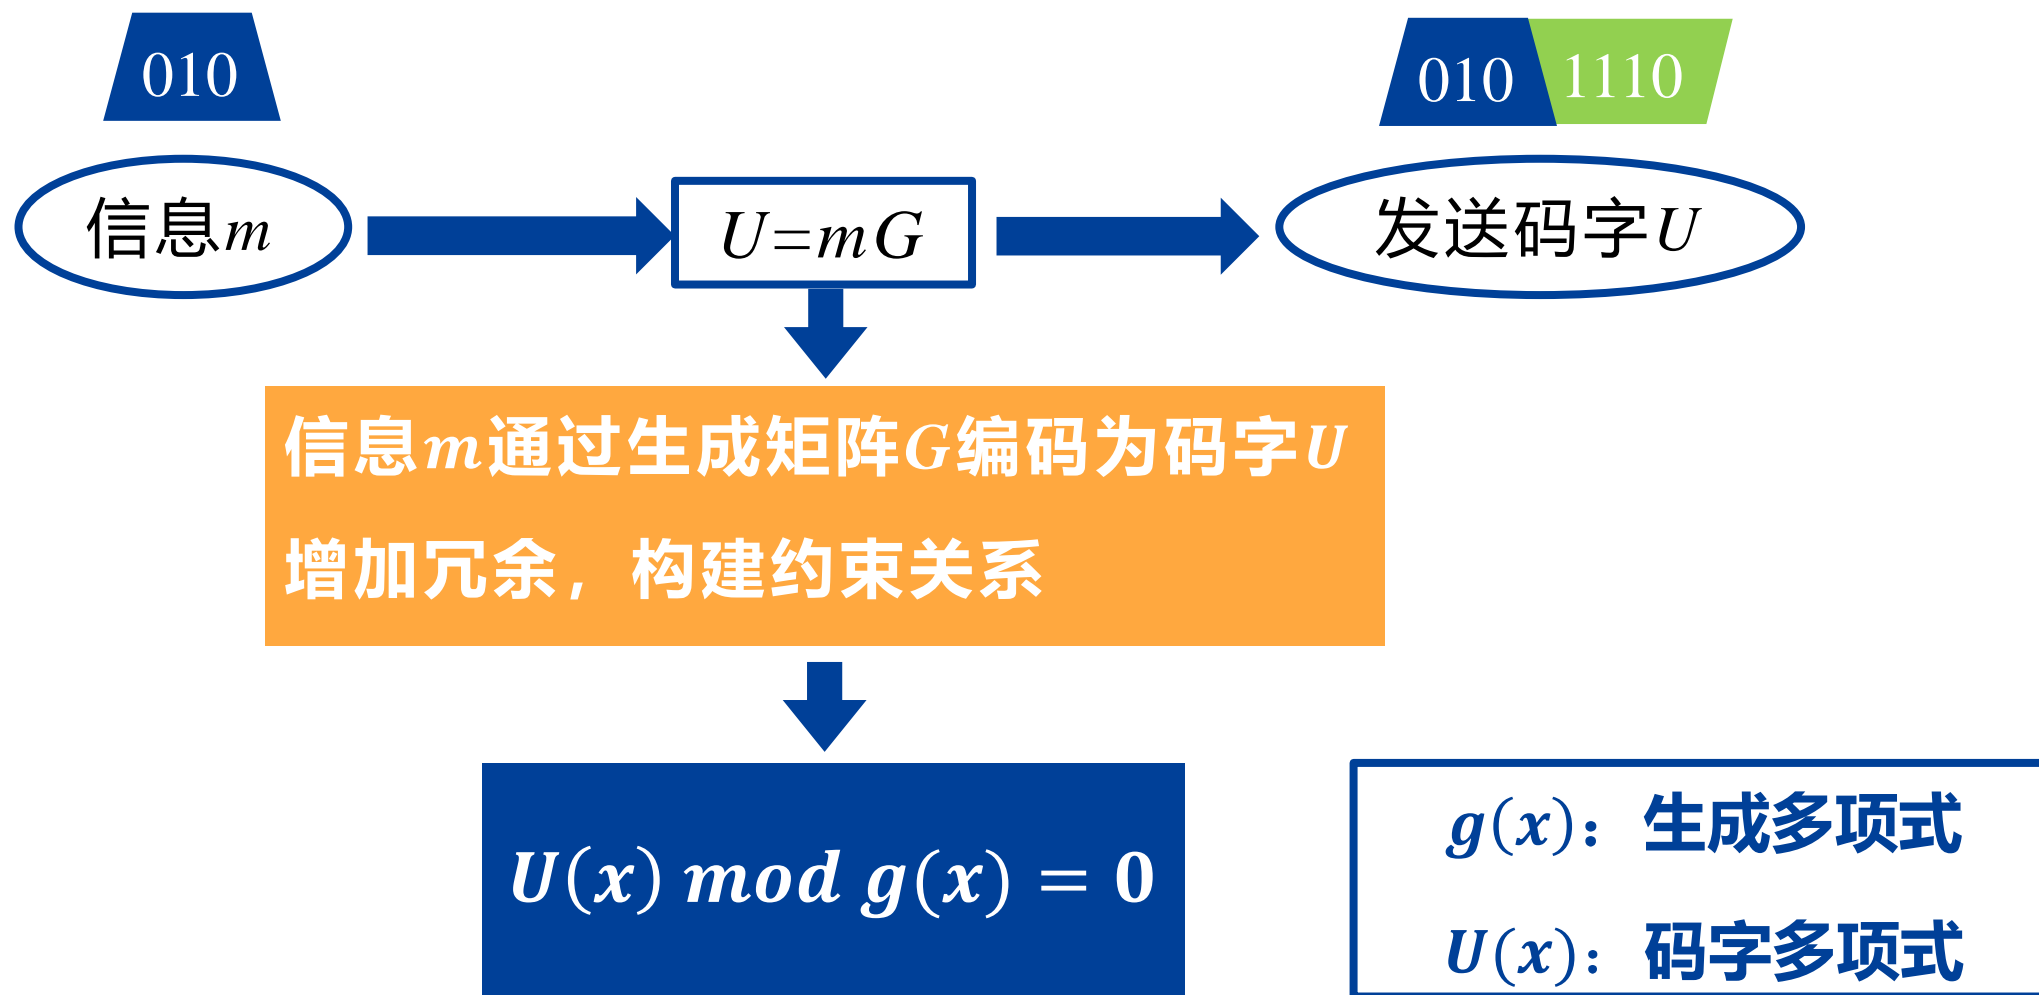 010
010 1110
信息m
U=mG
发送码字U
信息m通过生成矩阵G编码为码字U
增加冗余，构建约束关系
U(x) mod g(x) = 0
g(x)：生成多项式
U(x)：码字多项式